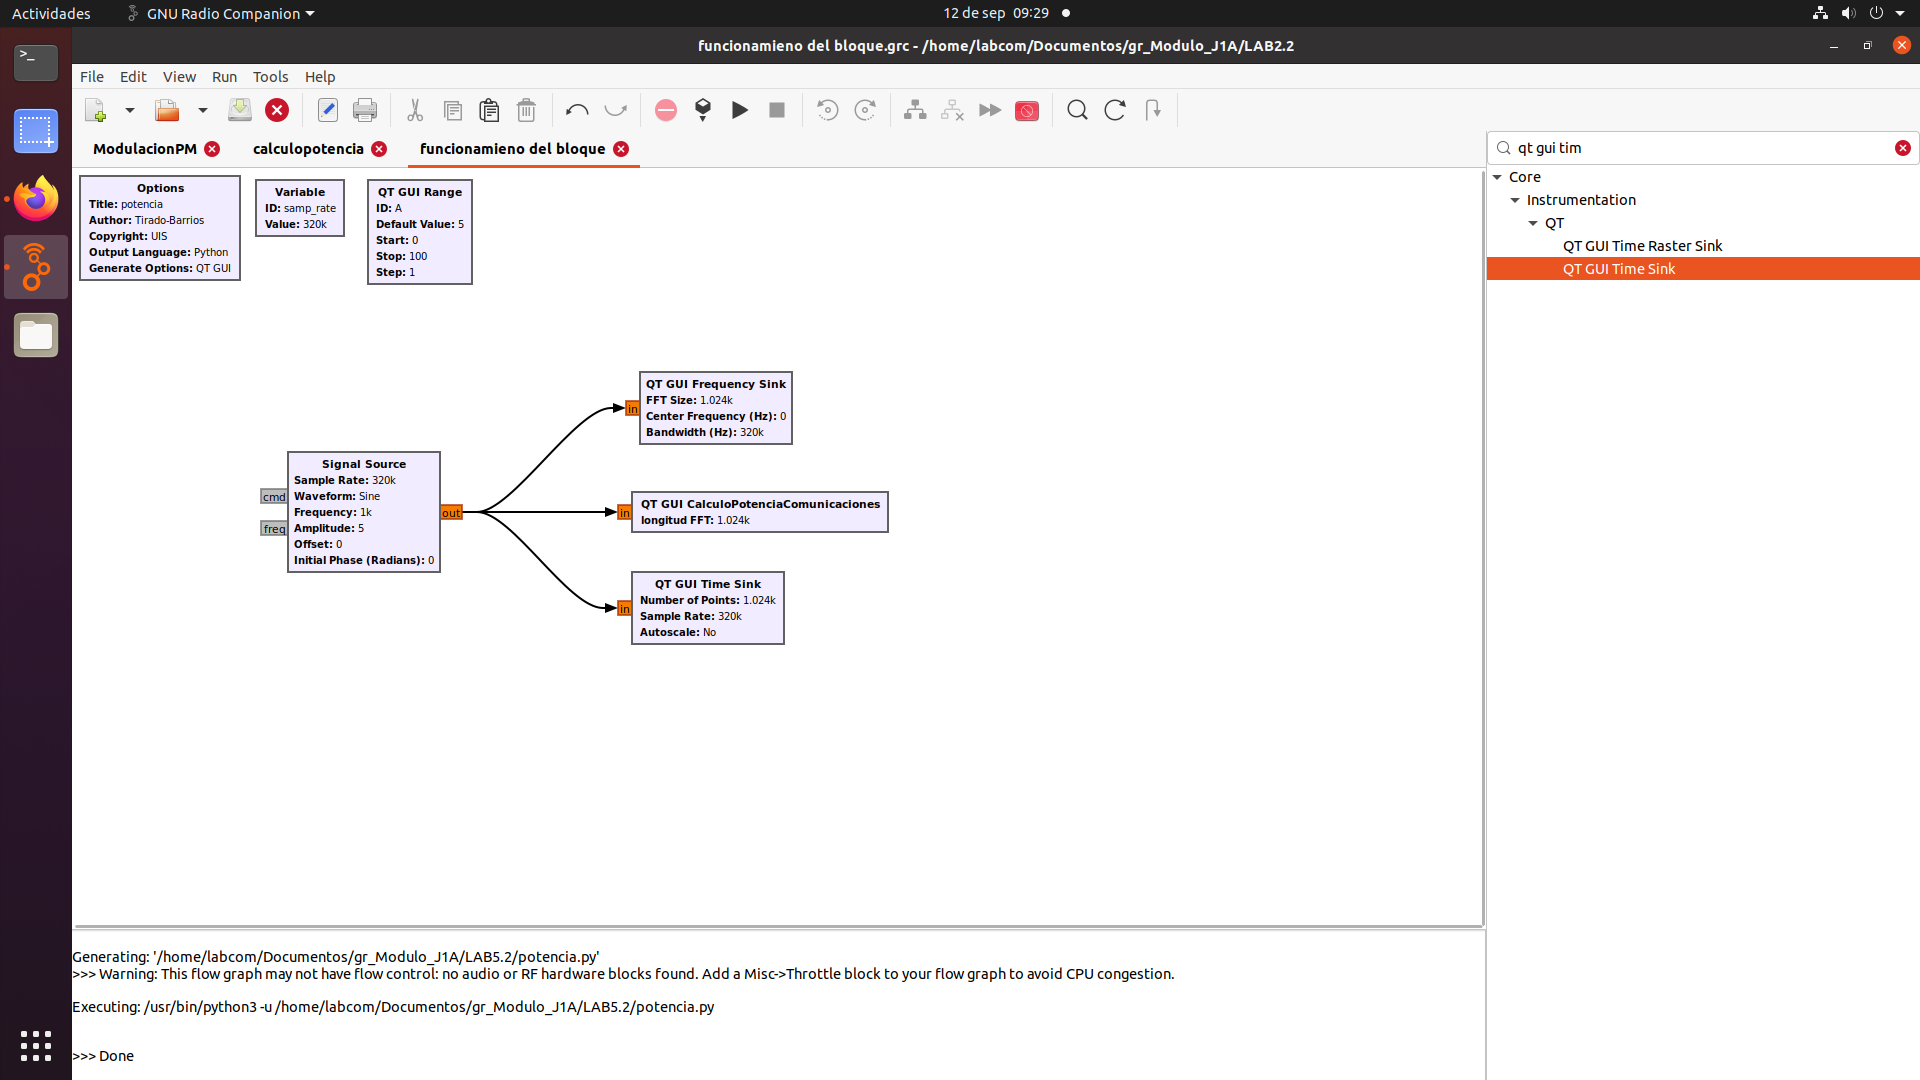 Actividades
GNU Radio Companion
12 de sep 09:29
funcionamieno del bloque.grc - /home/labcom/Documentos/gr_Modulo_J1A/LAB2.2
File Edit View Run Tools Help
ModulacionPM
calculopotencia
funcionamieno del bloque
qt gui tim
Core
Instrumentation
QT
QT GUI Time Raster Sink
QT GUI Time Sink
Options
Title: potencia
Author: Tirado-Barrios
Copyright: UIS
Output Language: Python
Generate Options: QT GUI
Variable
ID: samp_rate
Value: 320k
QT GUI Range
ID: A
Default Value: 5
Start: 0
Stop: 100
Step: 1
QT GUI Frequency Sink
FFT Size: 1.024k
Center Frequency (Hz): 0
Bandwidth (Hz): 320k
in
Signal Source
Sample Rate: 320k
Waveform: Sine
Frequency: 1k
Amplitude: 5
Offset: 0
Initial Phase (Radians): 0
cmd
freq
out
QT GUI CalculoPotenciaComunicaciones
longitud FFT: 1.024k
in
QT GUI Time Sink
Number of Points: 1.024k
Sample Rate: 320k
Autoscale: No
in
Generating: '/home/labcom/Documentos/gr_Modulo_J1A/LAB5.2/potencia.py'
>>> Warning: This flow graph may not have flow control: no audio or RF hardware blocks found. Add a Misc->Throttle block to your flow graph to avoid CPU congestion.
Executing: /usr/bin/python3 -u /home/labcom/Documentos/gr_Modulo_J1A/LAB5.2/potencia.py
>>> Done